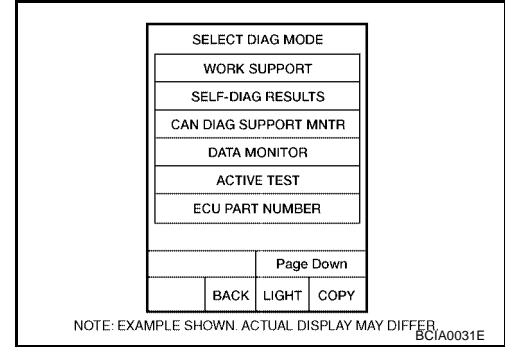 SELECT DIAG MODE
WORK SUPPORT
SELF-DIAG RESULTS
CAN DIAG SUPPORT MNTR
DATA MONITOR
ACTIVE TEST
ECU PART NUMBER
Page Down
BACK LIGHT COPY
NOTE: EXAMPLE SHOWN. ACTUAL DISPLAY MAY DIFFER.
BCIA0031E